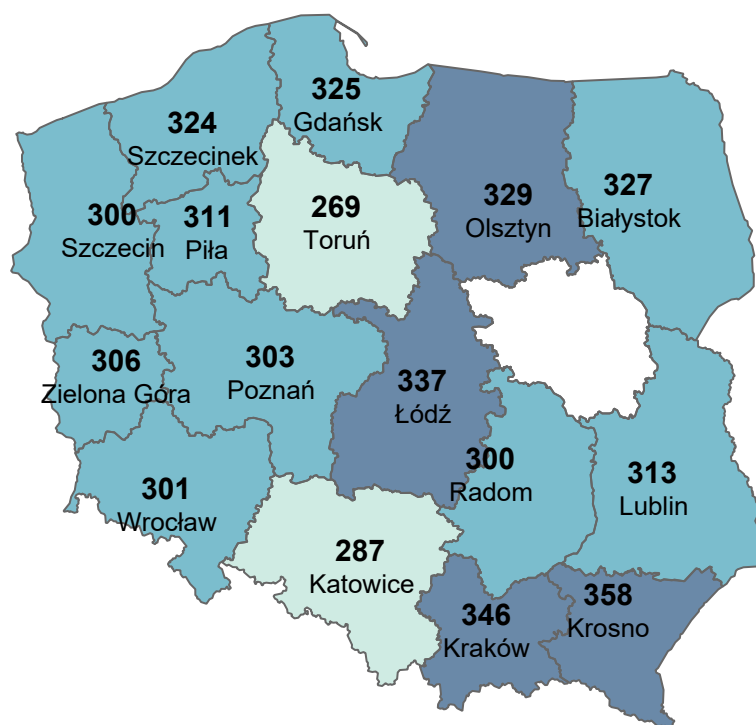 325
Gdańsk
324
Szczecinek
329
Olsztyn
327
Białystok
300
Szczecin
311
Piła
269
Toruń
306
Zielona Góra
303
Poznań
337
Łódź
300
Radom
313
Lublin
301
Wrocław
287
Katowice
346
Kraków
358
Krosno